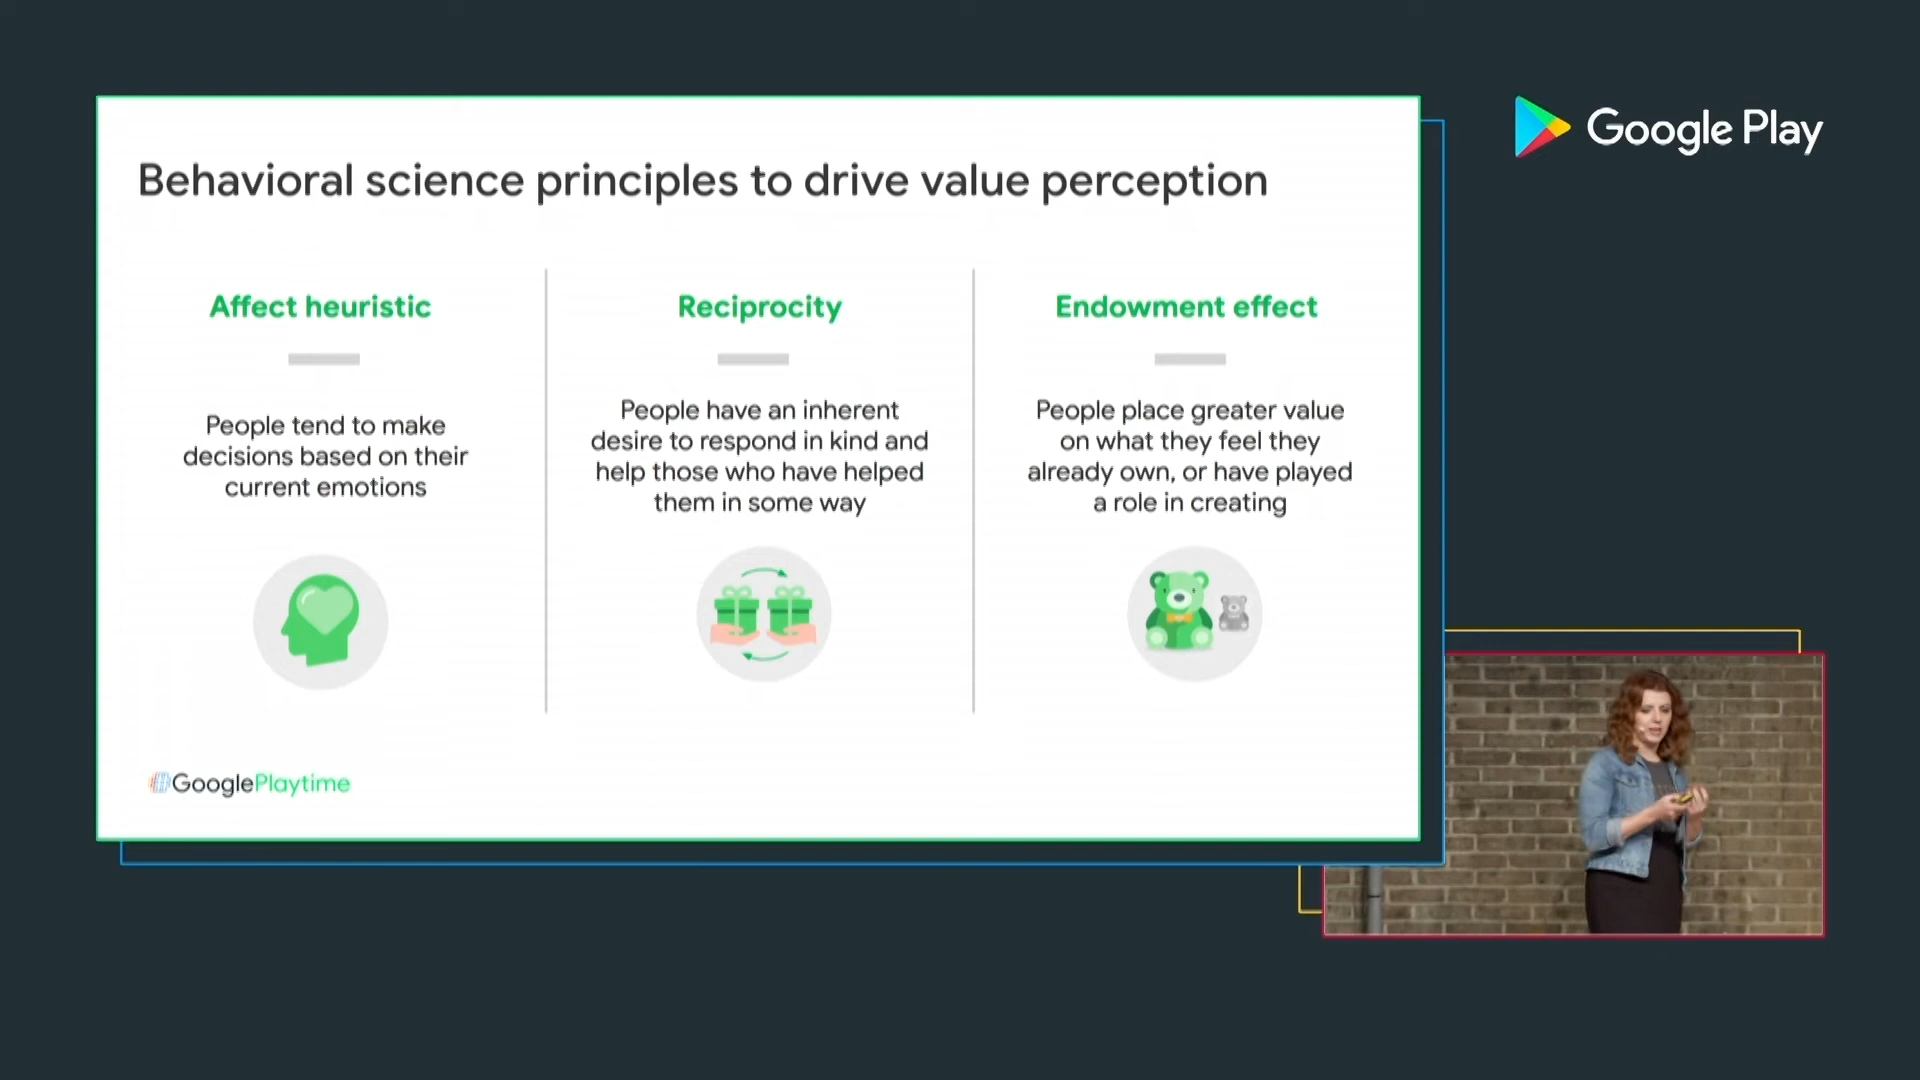 Google Play
Behavioral science principles to drive value perception
Affect heuristic
People tend to make
decisions based on their
current emotions
Reciprocity
People have an inherent
desire to respond in kind and
help those who have helped
them in some way
Endowment effect
People place greater value
on what they feel they
already own, or have played
a role in creating
GooglePlaytime